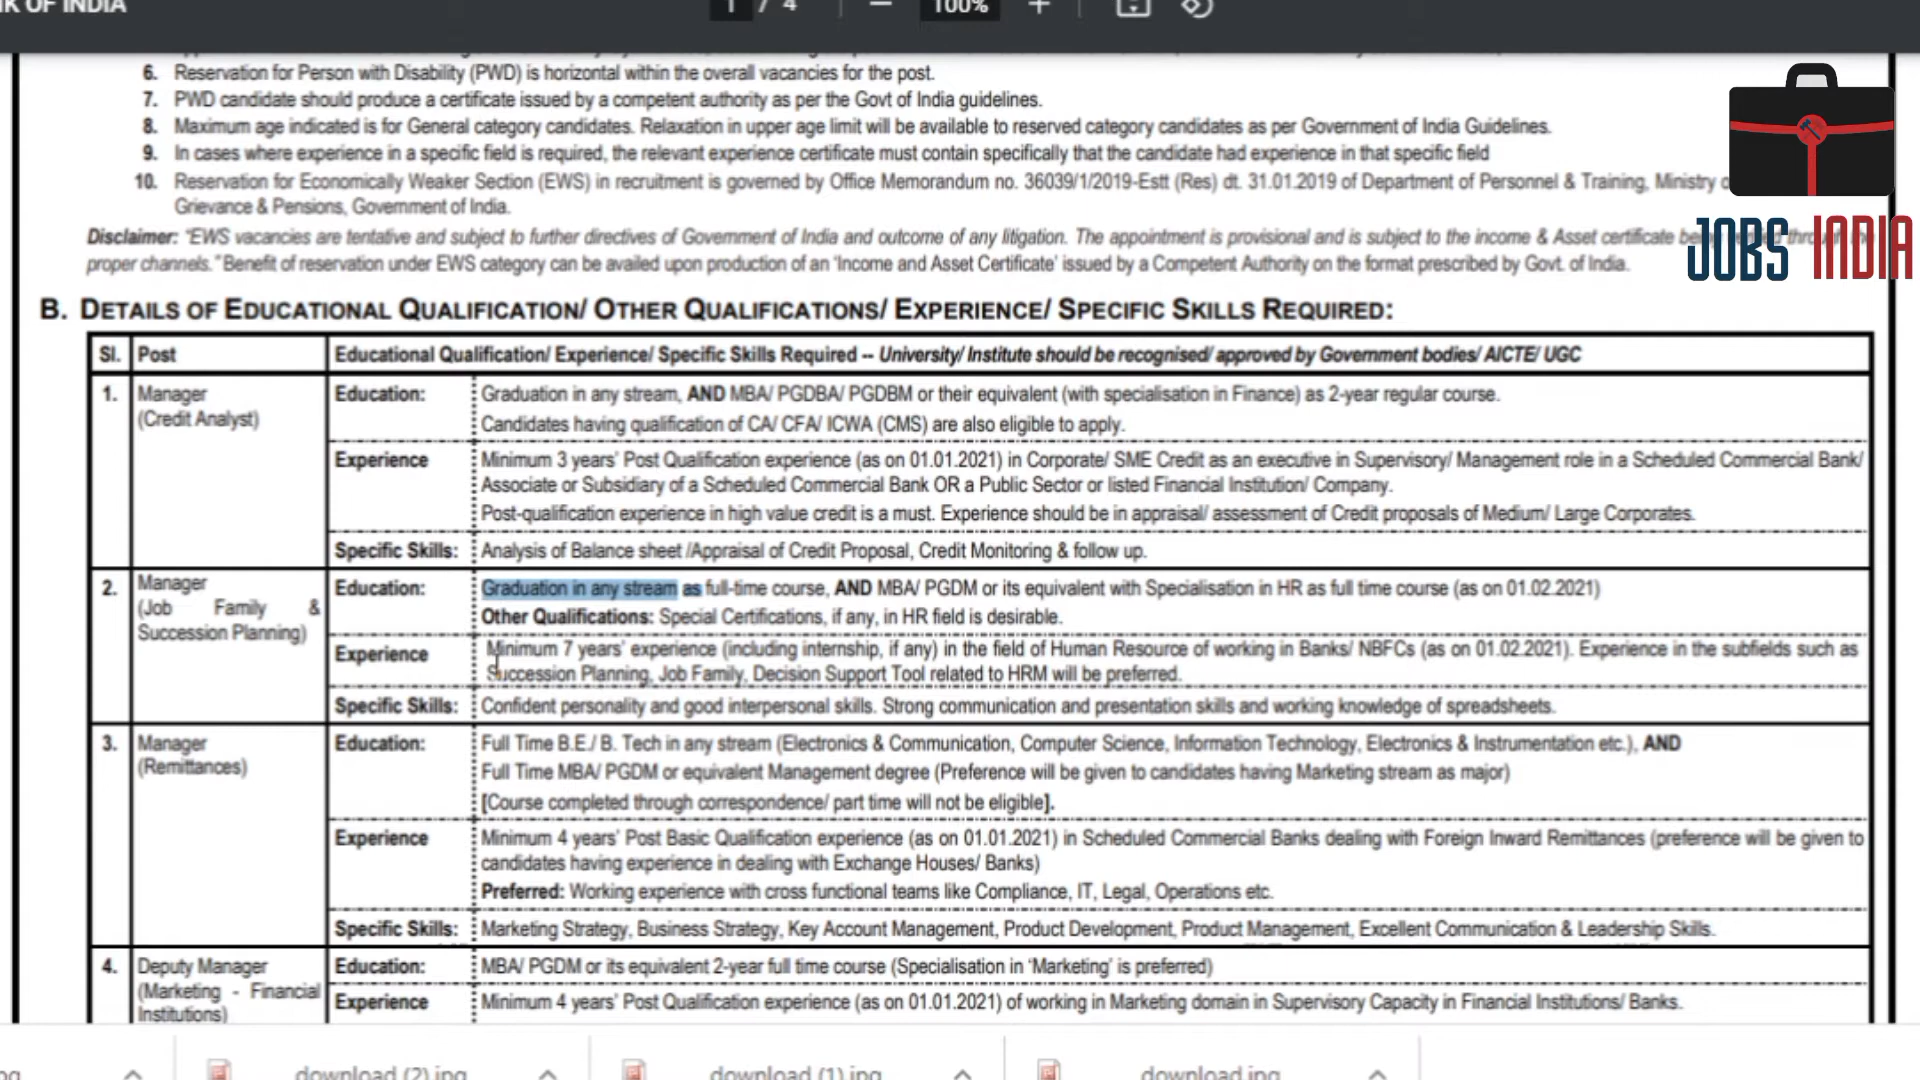 K OF INDIA
1 / 4
100%
6. Reservation for Person with Disability (PWD) is horizontal within the overall vacancies for the post.
7. PWD candidate should produce a certificate issued by a competent authority as per the Govt of India guidelines.
8. Maximum age indicated is for General category candidates. Relaxation in upper age limit will be available to reserved category candidates as per Government of India Guidelines.
9. In cases where experience in a specific field is required, the relevant experience certificate must contain specifically that the candidate had experience in that specific field
10. Reservation for Economically Weaker Section (EWS) in recruitment is governed by Office Memorandum no. 36039/1/2019-Estt (Res) dt. 31.01.2019 of Department of Personnel & Training, Ministry
Grievance & Pensions, Government of India.
Disclaimer: "EWS vacancies are tentative and subject to further directives of Government of India and outcome of any litigation. The appointment is provisional and is subject to the income & Asset certificate
proper channels." Benefit of reservation under EWS category can be availed upon production of an 'Income and Asset Certificate' issued by a Competent Authority on the format prescribed by Govt. of India.
JOBS INDIA
B. DETAILS OF EDUCATIONAL QUALIFICATION/ OTHER QUALIFICATIONS/ EXPERIENCE/ SPECIFIC SKILLS REQUIRED:
Sl. Post Educational Qualification/ Experience/ Specific Skills Required -- University/ Institute should be recognised/ approved by Government bodies/ AICTE/ UGC
1. Manager
(Credit Analyst)
Education: Graduation in any stream, AND MBA/ PGDBA/ PGDBM or their equivalent (with specialisation in Finance) as 2-year regular course.
Candidates having qualification of CA/ CFA/ ICWA (CMS) are also eligible to apply.
Experience Minimum 3 years' Post Qualification experience (as on 01.01.2021) in Corporate/ SME Credit as an executive in Supervisory/ Management role in a Scheduled Commercial Bank/
Associate or Subsidiary of a Scheduled Commercial Bank OR a Public Sector or listed Financial Institution/ Company.
Post-qualification experience in high value credit is a must. Experience should be in appraisal/ assessment of Credit proposals of Medium/ Large Corporates.
Specific Skills: Analysis of Balance sheet /Appraisal of Credit Proposal, Credit Monitoring & follow up.
2. Manager
(Job Family &
Succession Planning)
Education: Graduation in any stream as full-time course, AND MBA/ PGDM or its equivalent with Specialisation in HR as full time course (as on 01.02.2021)
Other Qualifications: Special Certifications, if any, in HR field is desirable.
Experience Minimum 7 years' experience (including internship, if any) in the field of Human Resource of working in Banks/ NBFCs (as on 01.02.2021). Experience in the subfields such as
Succession Planning, Job Family, Decision Support Tool related to HRM will be preferred.
Specific Skills: Confident personality and good interpersonal skills. Strong communication and presentation skills and working knowledge of spreadsheets.
3. Manager
(Remittances)
Education: Full Time B.E./ B. Tech in any stream (Electronics & Communication, Computer Science, Information Technology, Electronics & Instrumentation etc.), AND
Full Time MBA/ PGDM or equivalent Management degree (Preference will be given to candidates having Marketing stream as major)
[Course completed through correspondence/ part time will not be eligible].
Experience Minimum 4 years' Post Basic Qualification experience (as on 01.01.2021) in Scheduled Commercial Banks dealing with Foreign Inward Remittances (preference will be given to
candidates having experience in dealing with Exchange Houses/ Banks)
Preferred: Working experience with cross functional teams like Compliance, IT, Legal, Operations etc.
Specific Skills: Marketing Strategy, Business Strategy, Key Account Management, Product Development, Product Management, Excellent Communication & Leadership Skills.
4. Deputy Manager
(Marketing - Financial
Institutions)
Education: MBA/ PGDM or its equivalent 2-year full time course (Specialisation in 'Marketing' is preferred)
Experience Minimum 4 years' Post Qualification experience (as on 01.01.2021) of working in Marketing domain in Supervisory Capacity in Financial Institutions/ Banks.
download (2).jpg
download (1).jpg
download.jpg